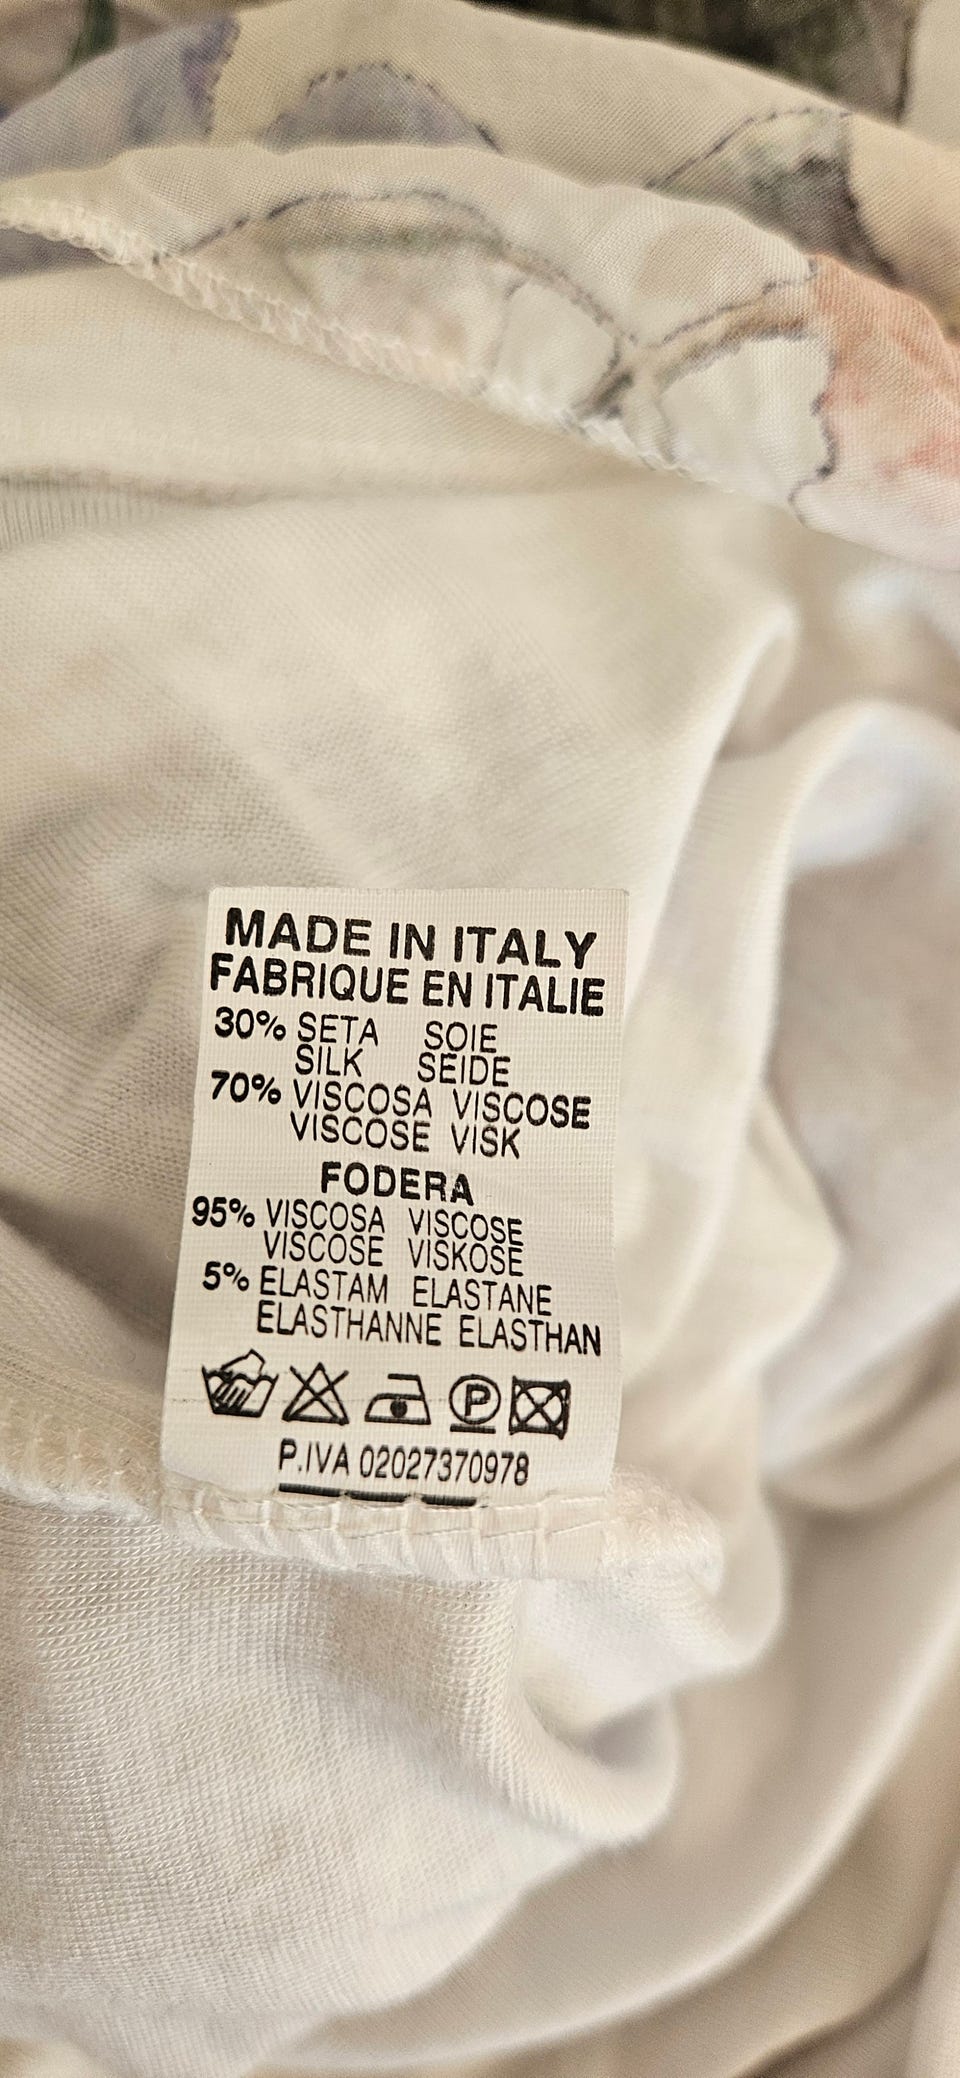 MADE IN ITALY
FABRIQUE EN ITALIE
30% SETA SOIE
SILK SEIDE
70% VISCOSA VISCOSE
VISCOSE VISK
FODERA
95% VISCOSA VISCOSE
VISCOSE VISKOSE
5% ELASTAM ELASTANE
ELASTHANNE ELASTHAN
P
P.IVA 02027370978